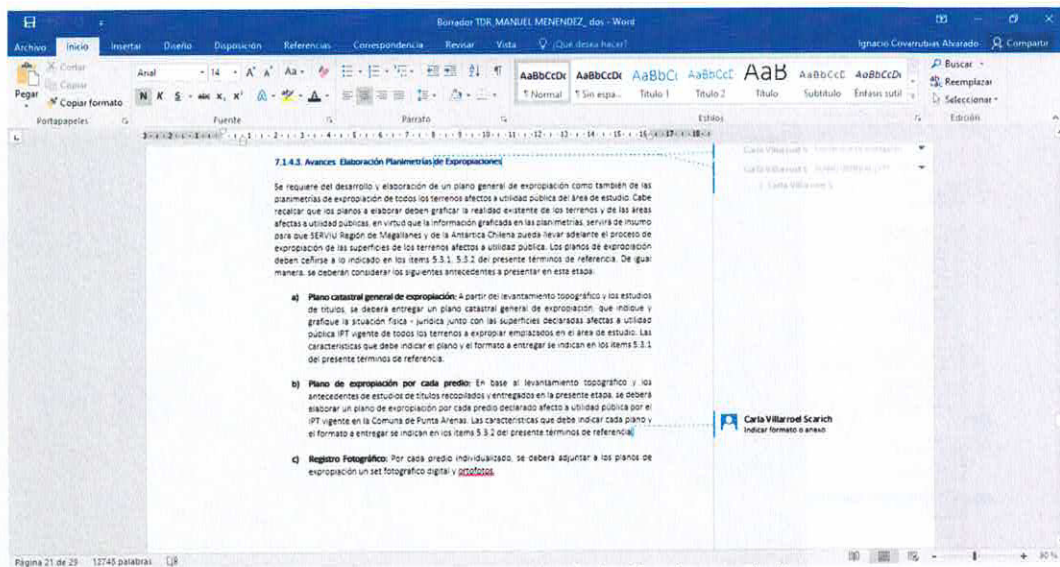 Borrador TDR_MANUEL MENENDEZ_ dos - Word
Archivo Inicio Insertar Diseño Disposición Referencias Correspondencia Revisar Vista ¿Qué desea hacer? Ignacio Covarrubias Alvarado Compartir
Cortar
Copiar
Pegar
Copiar formato
Portapapeles
Arial 14
N K S
Fuente
Párrafo
AaBbCcDc AaBbCcDc AaBbCc AaBbCcD AaB AaBbCcD AaBbCcDc
¶ Normal ¶ Sin espa... Título 1 Título 2 Título Subtítulo Énfasis sutil
Estilos
Buscar
Reemplazar
Seleccionar
Edición
7.1.4.3. Avances Elaboración Planimetrías de Expropiaciones
Se requiere del desarrollo y elaboración de un plano general de expropiación como también de las
planimetrías de expropiación de todos los terrenos afectos a utilidad pública del área de estudio. Cabe
recalcar que los planos a elaborar deben graficar la realidad existente de los terrenos y de las áreas
afectas a utilidad públicas, en virtud que la información graficada en las planimetrías, servirá de insumo
para que SERVIU Región de Magallanes y de la Antártica Chilena pueda llevar adelante el proceso de
expropiación de las superficies de los terrenos afectos a utilidad pública. Los planos de expropiación
deben ceñirse a lo indicado en los items 5.3.1, 5.3.2 del presente términos de referencia. De igual
manera, se deberán considerar los siguientes antecedentes a presentar en esta etapa:
a) Plano catastral general de expropiación: A partir del levantamiento topográfico y los estudios
de títulos, se deberá entregar un plano catastral general de expropiación, que indique y
grafique la situación física - jurídica junto con las superficies declaradas afectas a utilidad
pública IPT vigente de todos los terrenos a expropiar emplazados en el área de estudio. Las
características que debe indicar el plano y el formato a entregar se indican en los items 5.3.1
del presente términos de referencia.
b) Plano de expropiación por cada predio: En base al levantamiento topográfico y los
antecedentes de estudios de títulos recopilados y entregados en la presente etapa, se deberá
elaborar un plano de expropiación por cada predio declarado afecto a utilidad pública por el
IPT vigente en la Comuna de Punta Arenas. Las características que debe indicar cada plano y
el formato a entregar se indican en los items 5.3.2 del presente términos de referencia.
Carla Villarroel Scarich
Indicar formato o anexo
c) Registro Fotográfico: Por cada predio individualizado, se deberá adjuntar a los planos de
expropiación un set fotografico digital y ortofotos.
Página 21 de 29 12745 palabras